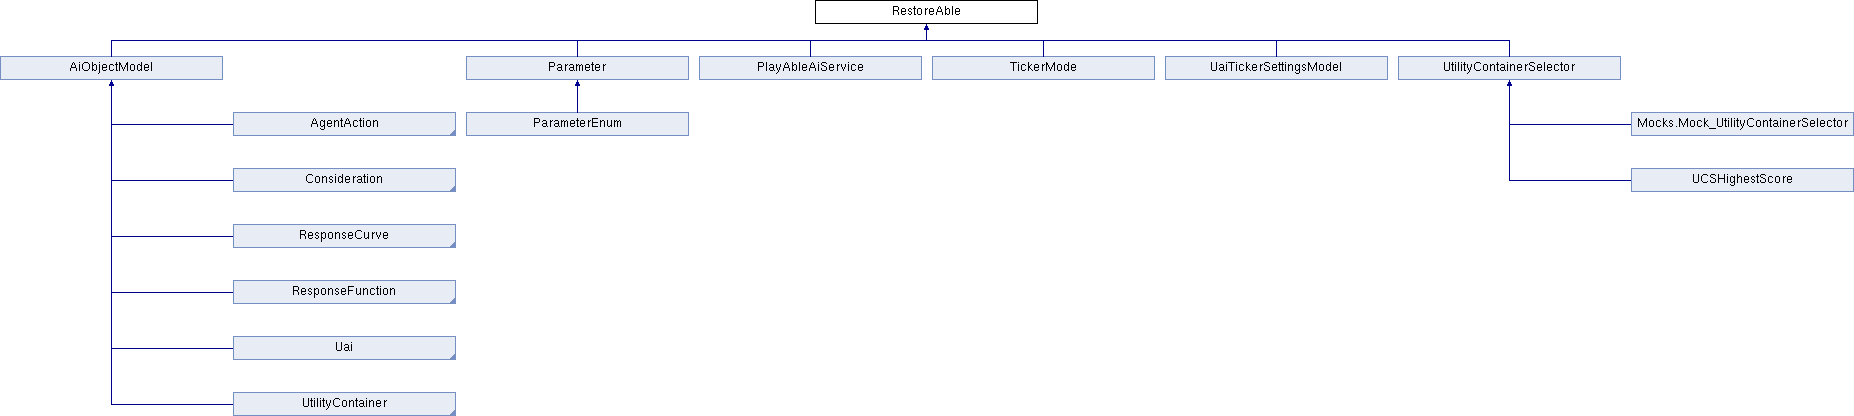 RestoreAble
AiObjectModel
Parameter
PlayAbleAiService
TickerMode
UaiTickerSettingsModel
UtilityContainerSelector
AgentAction
ParameterEnum
Mocks.Mock_UtilityContainerSelector
Consideration
UCSHighestScore
ResponseCurve
ResponseFunction
Uai
UtilityContainer